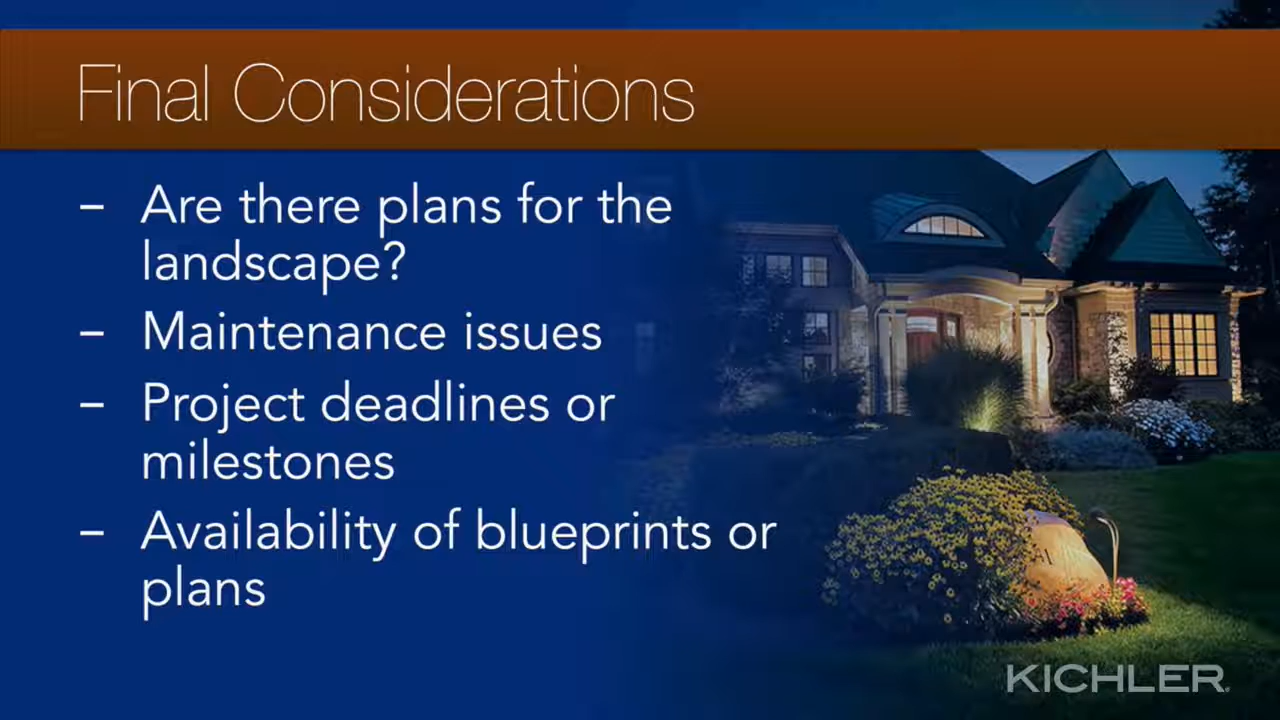 Final Considerations
– Are there plans for the
landscape?
– Maintenance issues
– Project deadlines or
milestones
– Availability of blueprints or
plans
KICHLER®